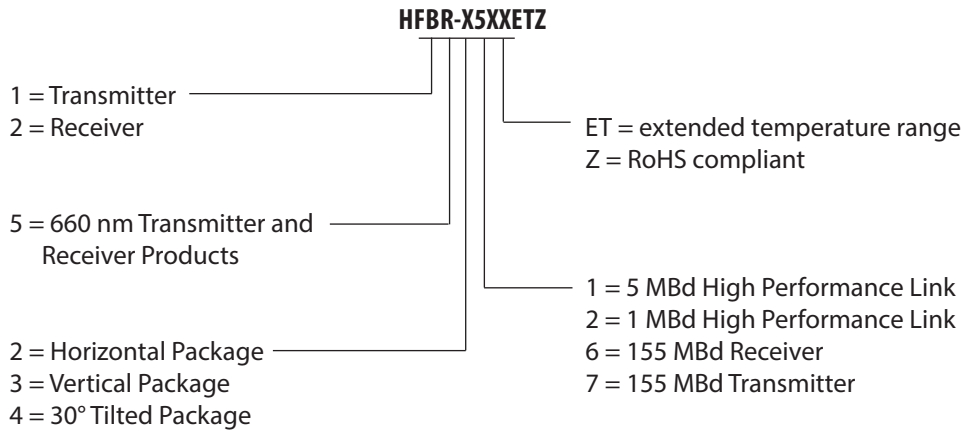 HFBR-X5XXETZ
1 = Transmitter
2 = Receiver
ET = extended temperature range
Z = RoHS compliant
5 = 660 nm Transmitter and
Receiver Products
1 = 5 MBd High Performance Link
2 = 1 MBd High Performance Link
6 = 155 MBd Receiver
7 = 155 MBd Transmitter
2 = Horizontal Package
3 = Vertical Package
4 = 30° Tilted Package